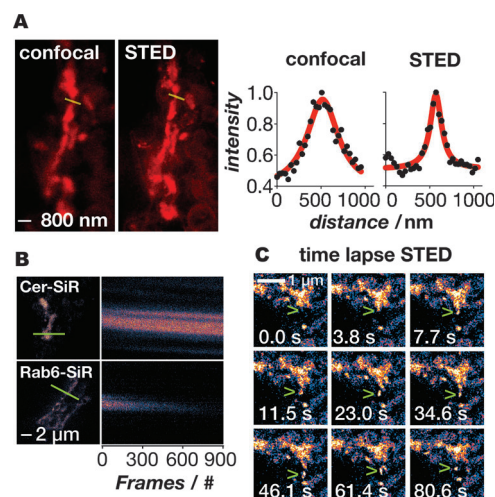 A
confocal
STED
800 nm
confocal
STED
intensity
1.0
0.8
0.6
0.4
0
500
1000
0
500
1000
distance / nm
B
Cer-SiR
Rab6-SiR
2 µm
0
300
600
900
Frames / #
C
time lapse STED
1 µm
>
>
>
0.0 s
3.8 s
7.7 s
>
>
>
11.5 s
23.0 s
34.6 s
>
>
>
46.1 s
61.4 s
80.6 s